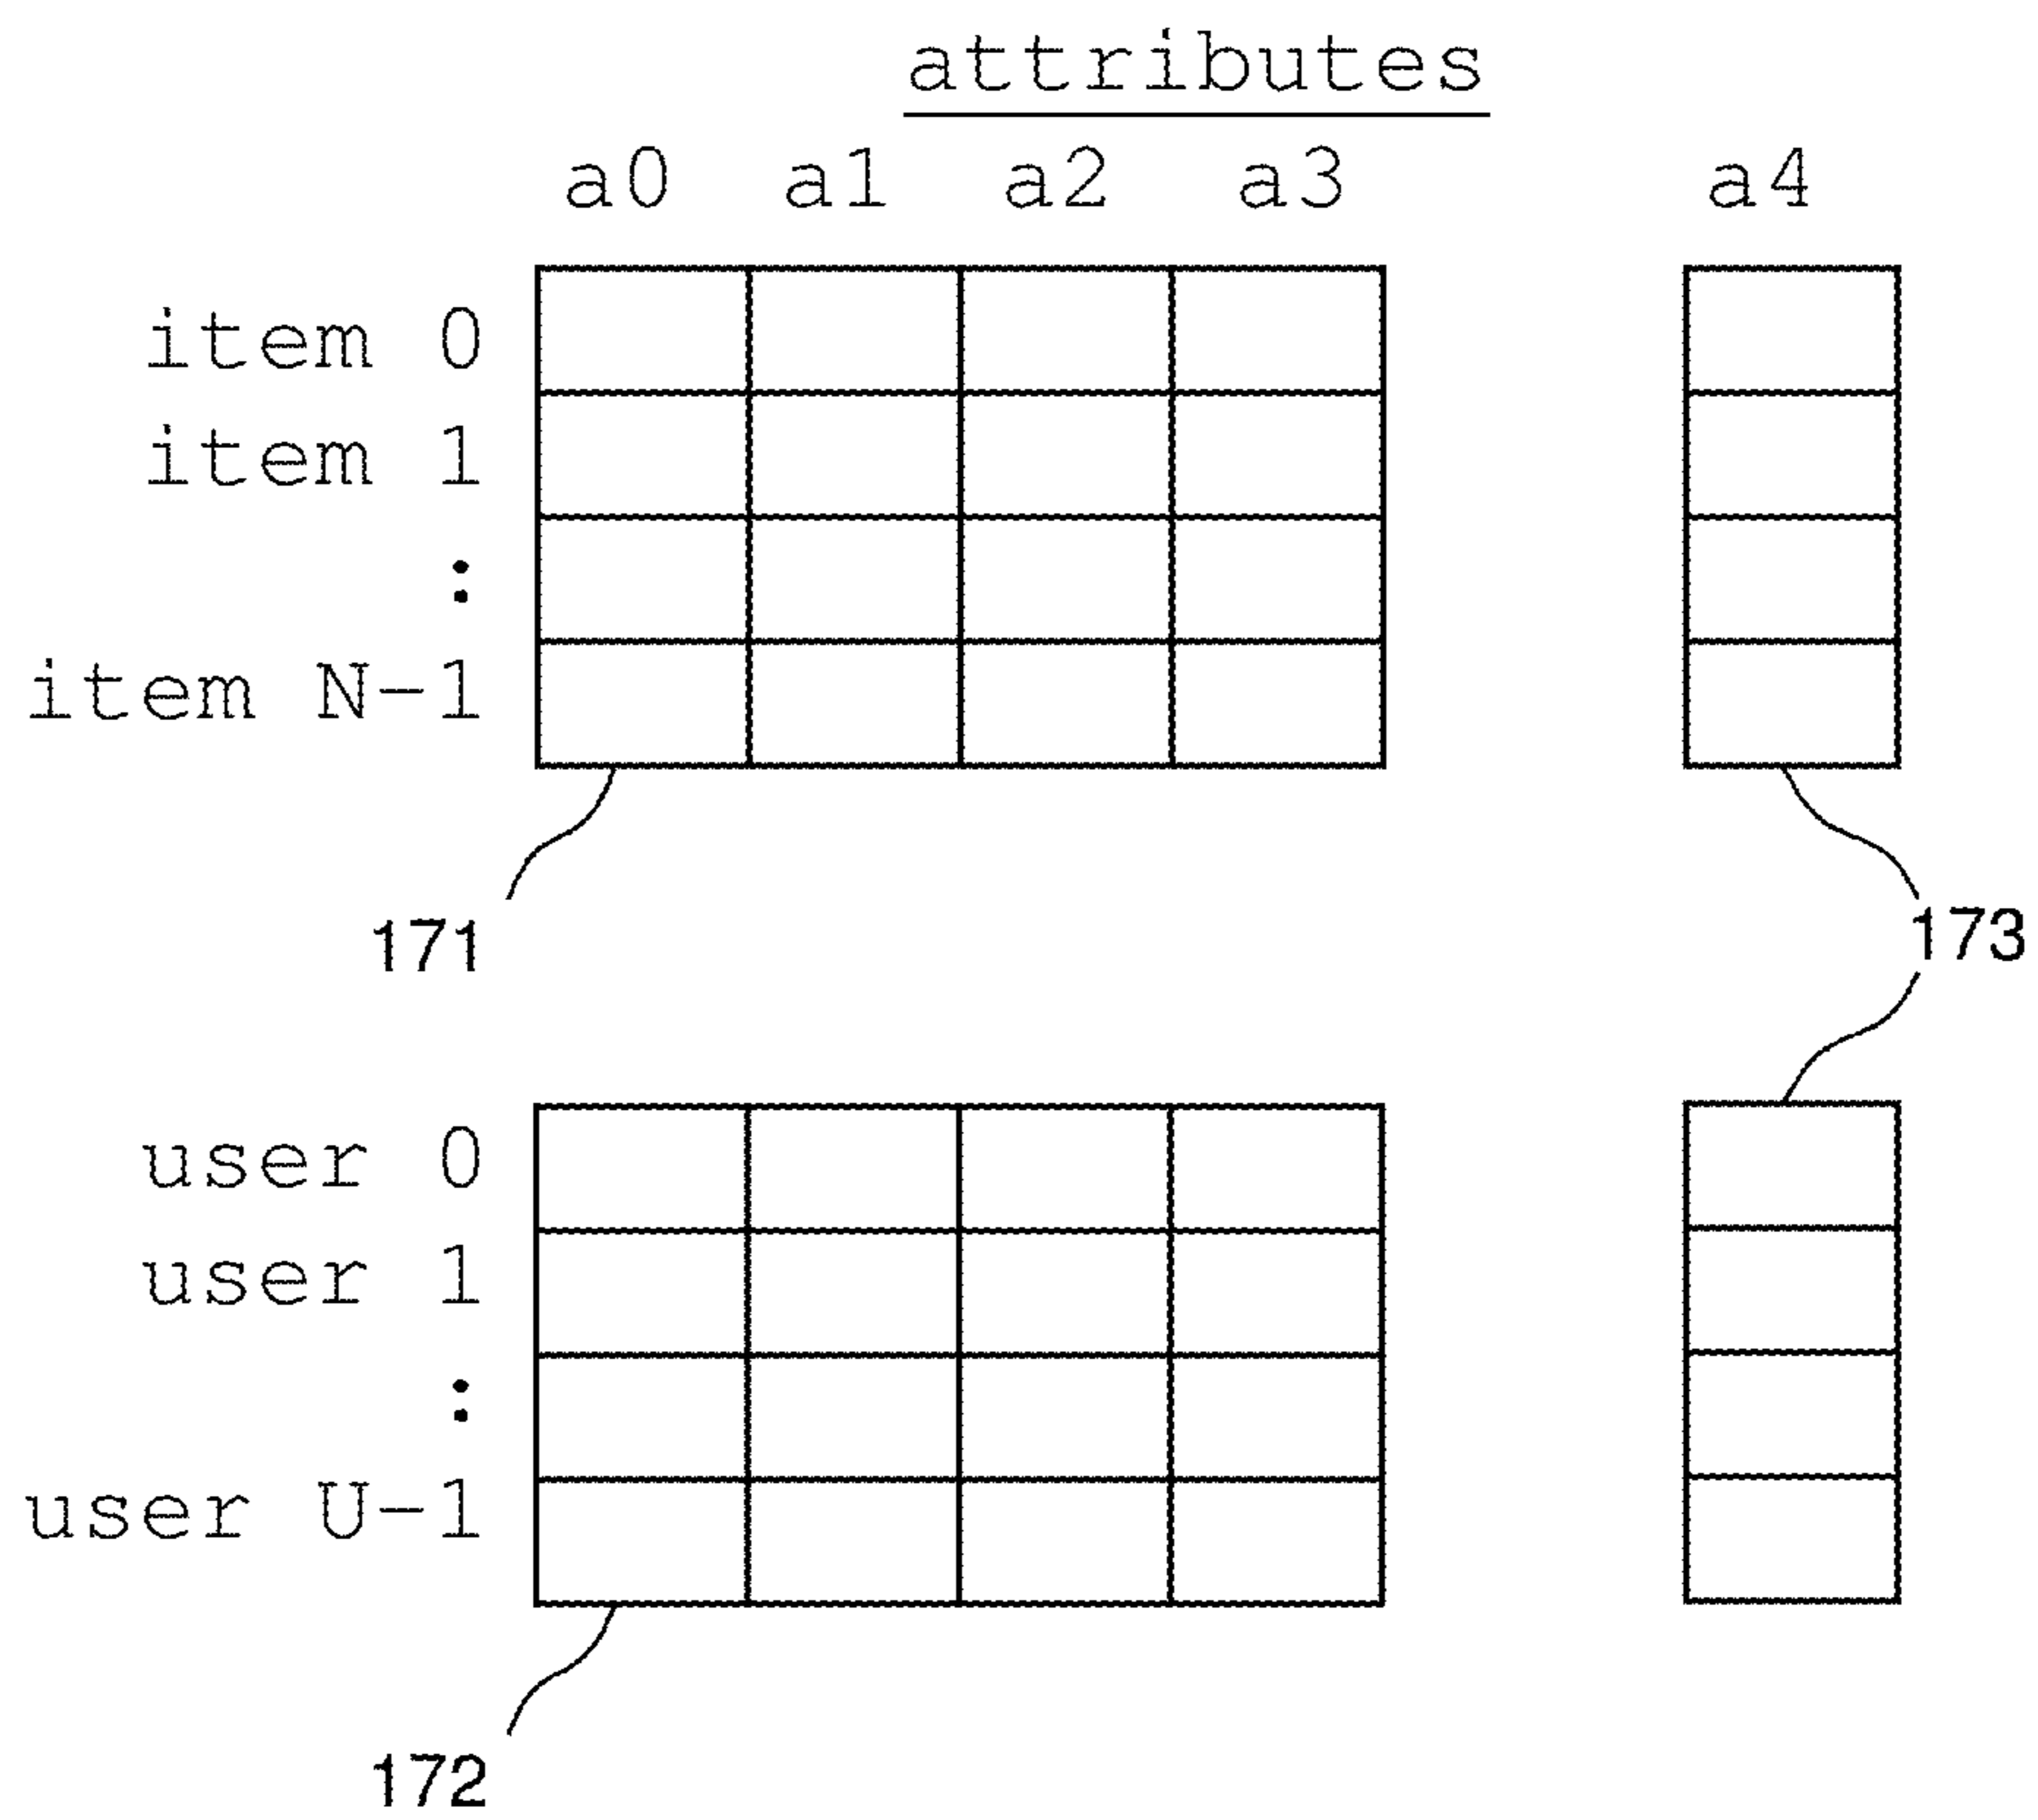 attributes
a0 a1 a2 a3 a4
item 0
item 1
:
item N-1
171
173
user 0
user 1
:
user U-1
172